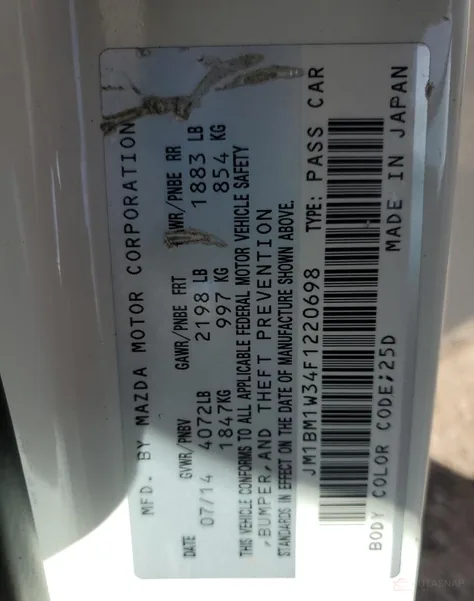 MFD. BY MAZDA MOTOR CORPORATION
GVWR/PNBV GAWR/PNBE FRT WR/PNBE RR
DATE 07/14 4072LB 2198 LB 1883 LB
1847KG 997 KG 854 KG
THIS VEHICLE CONFORMS TO ALL APPLICABLE FEDERAL MOTOR VEHICLE SAFETY
,BUMPER,AND THEFT PREVENTION
STANDARDS IN EFFECT ON THE DATE OF MANUFACTURE SHOWN ABOVE.
JM1BM1W34F1220698 TYPE: PASS CAR
BODY COLOR CODE;25D MADE IN JAPAN